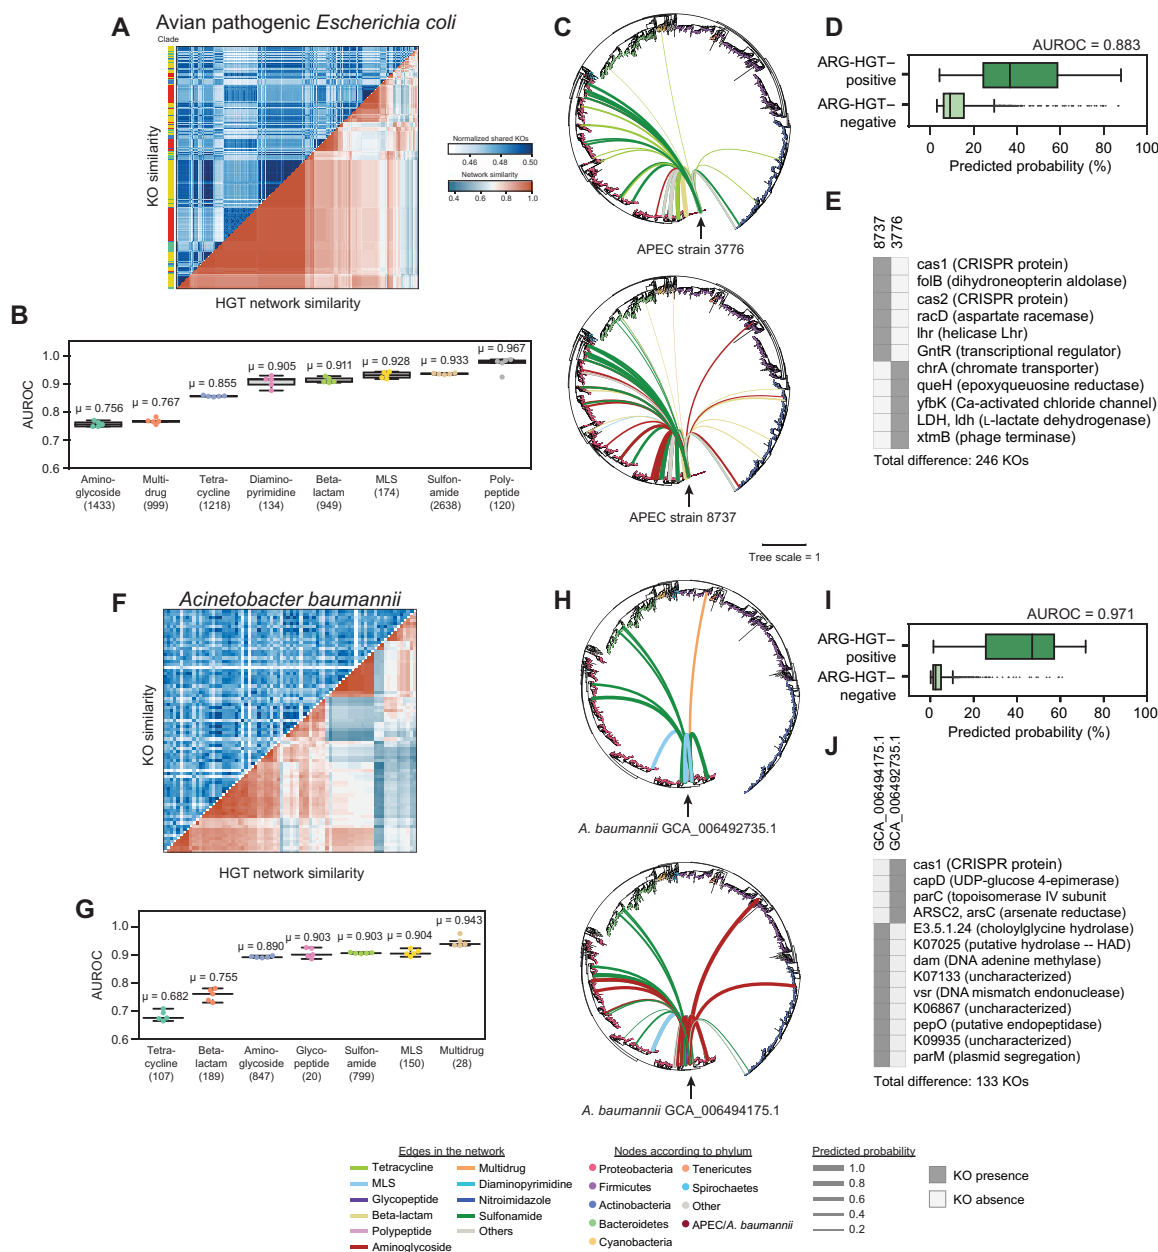 A
Avian pathogenic Escherichia coli
Clade
KO similarity
HGT network similarity
Normalized shared KOs
0.46 0.48 0.50
Network similarity
0.4 0.6 0.8 1.0
B
AUROC
1.0
0.9
0.8
0.7
0.6
μ = 0.756
μ = 0.767
μ = 0.855
μ = 0.905
μ = 0.911
μ = 0.928
μ = 0.933
μ = 0.967
Amino-
glycoside
(1433)
Multi-
drug
(999)
Tetra-
cycline
(1218)
Diamino-
pyrimidine
(134)
Beta-
lactam
(949)
MLS
(174)
Sulfon-
amide
(2638)
Poly-
peptide
(120)
C
APEC strain 3776
APEC strain 8737
Tree scale = 1
D
AUROC = 0.883
ARG-HGT–
positive
ARG-HGT–
negative
0 20 40 60 80 100
Predicted probability (%)
E
8737
3776
cas1 (CRISPR protein)
folB (dihydroneopterin aldolase)
cas2 (CRISPR protein)
racD (aspartate racemase)
lhr (helicase Lhr)
GntR (transcriptional regulator)
chrA (chromate transporter)
queH (epoxyqueuosine reductase)
yfbK (Ca-activated chloride channel)
LDH, ldh (L-lactate dehydrogenase)
xtmB (phage terminase)
Total difference: 246 KOs
F
Acinetobacter baumannii
KO similarity
HGT network similarity
G
AUROC
1.0
0.9
0.8
0.7
0.6
μ = 0.682
μ = 0.755
μ = 0.890
μ = 0.903
μ = 0.903
μ = 0.904
μ = 0.943
Tetra-
cycline
(107)
Beta-
lactam
(189)
Amino-
glycoside
(847)
Glyco-
peptide
(20)
Sulfon-
amide
(799)
MLS
(150)
Multidrug
(28)
H
A. baumannii GCA_006492735.1
A. baumannii GCA_006494175.1
I
AUROC = 0.971
ARG-HGT–
positive
ARG-HGT–
negative
0 20 40 60 80 100
Predicted probability (%)
J
GCA_006494175.1
GCA_006492735.1
cas1 (CRISPR protein)
capD (UDP-glucose 4-epimerase)
parC (topoisomerase IV subunit
ARSC2, arsC (arsenate reductase)
E3.5.1.24 (choloylglycine hydrolase)
K07025 (putative hydrolase -- HAD)
dam (DNA adenine methylase)
K07133 (uncharacterized)
vsr (DNA mismatch endonuclease)
K06867 (uncharacterized)
pepO (putative endopeptidase)
K09935 (uncharacterized)
parM (plasmid segregation)
Total difference: 133 KOs
Edges in the network
Tetracycline
MLS
Glycopeptide
Beta-lactam
Polypeptide
Aminoglycoside
Multidrug
Diaminopyrimidine
Nitroimidazole
Sulfonamide
Others
Nodes according to phylum
Proteobacteria
Firmicutes
Actinobacteria
Bacteroidetes
Cyanobacteria
Tenericutes
Spirochaetes
Other
APEC/A. baumannii
Predicted probability
1.0
0.8
0.6
0.4
0.2
KO presence
KO absence